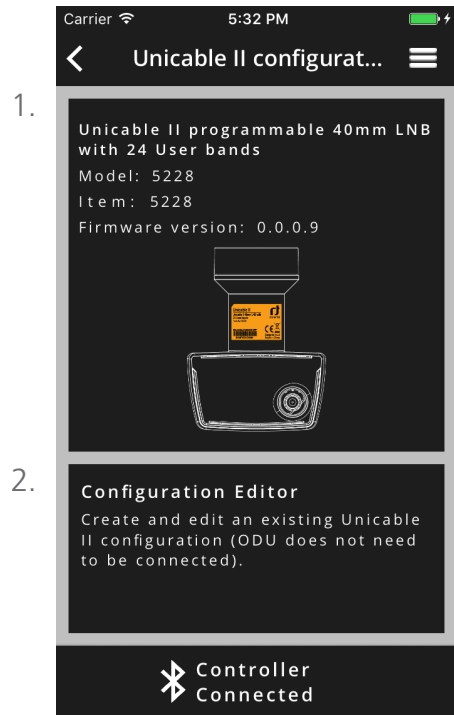 Carrier 5:32 PM
Unicable II configurat...
1.
Unicable II programmable 40mm LNB
with 24 User bands
Model: 5228
Item: 5228
Firmware version: 0.0.0.9
Unicable II
2.
Configuration Editor
Create and edit an existing Unicable
II configuration (ODU does not need
to be connected).
Controller
Connected